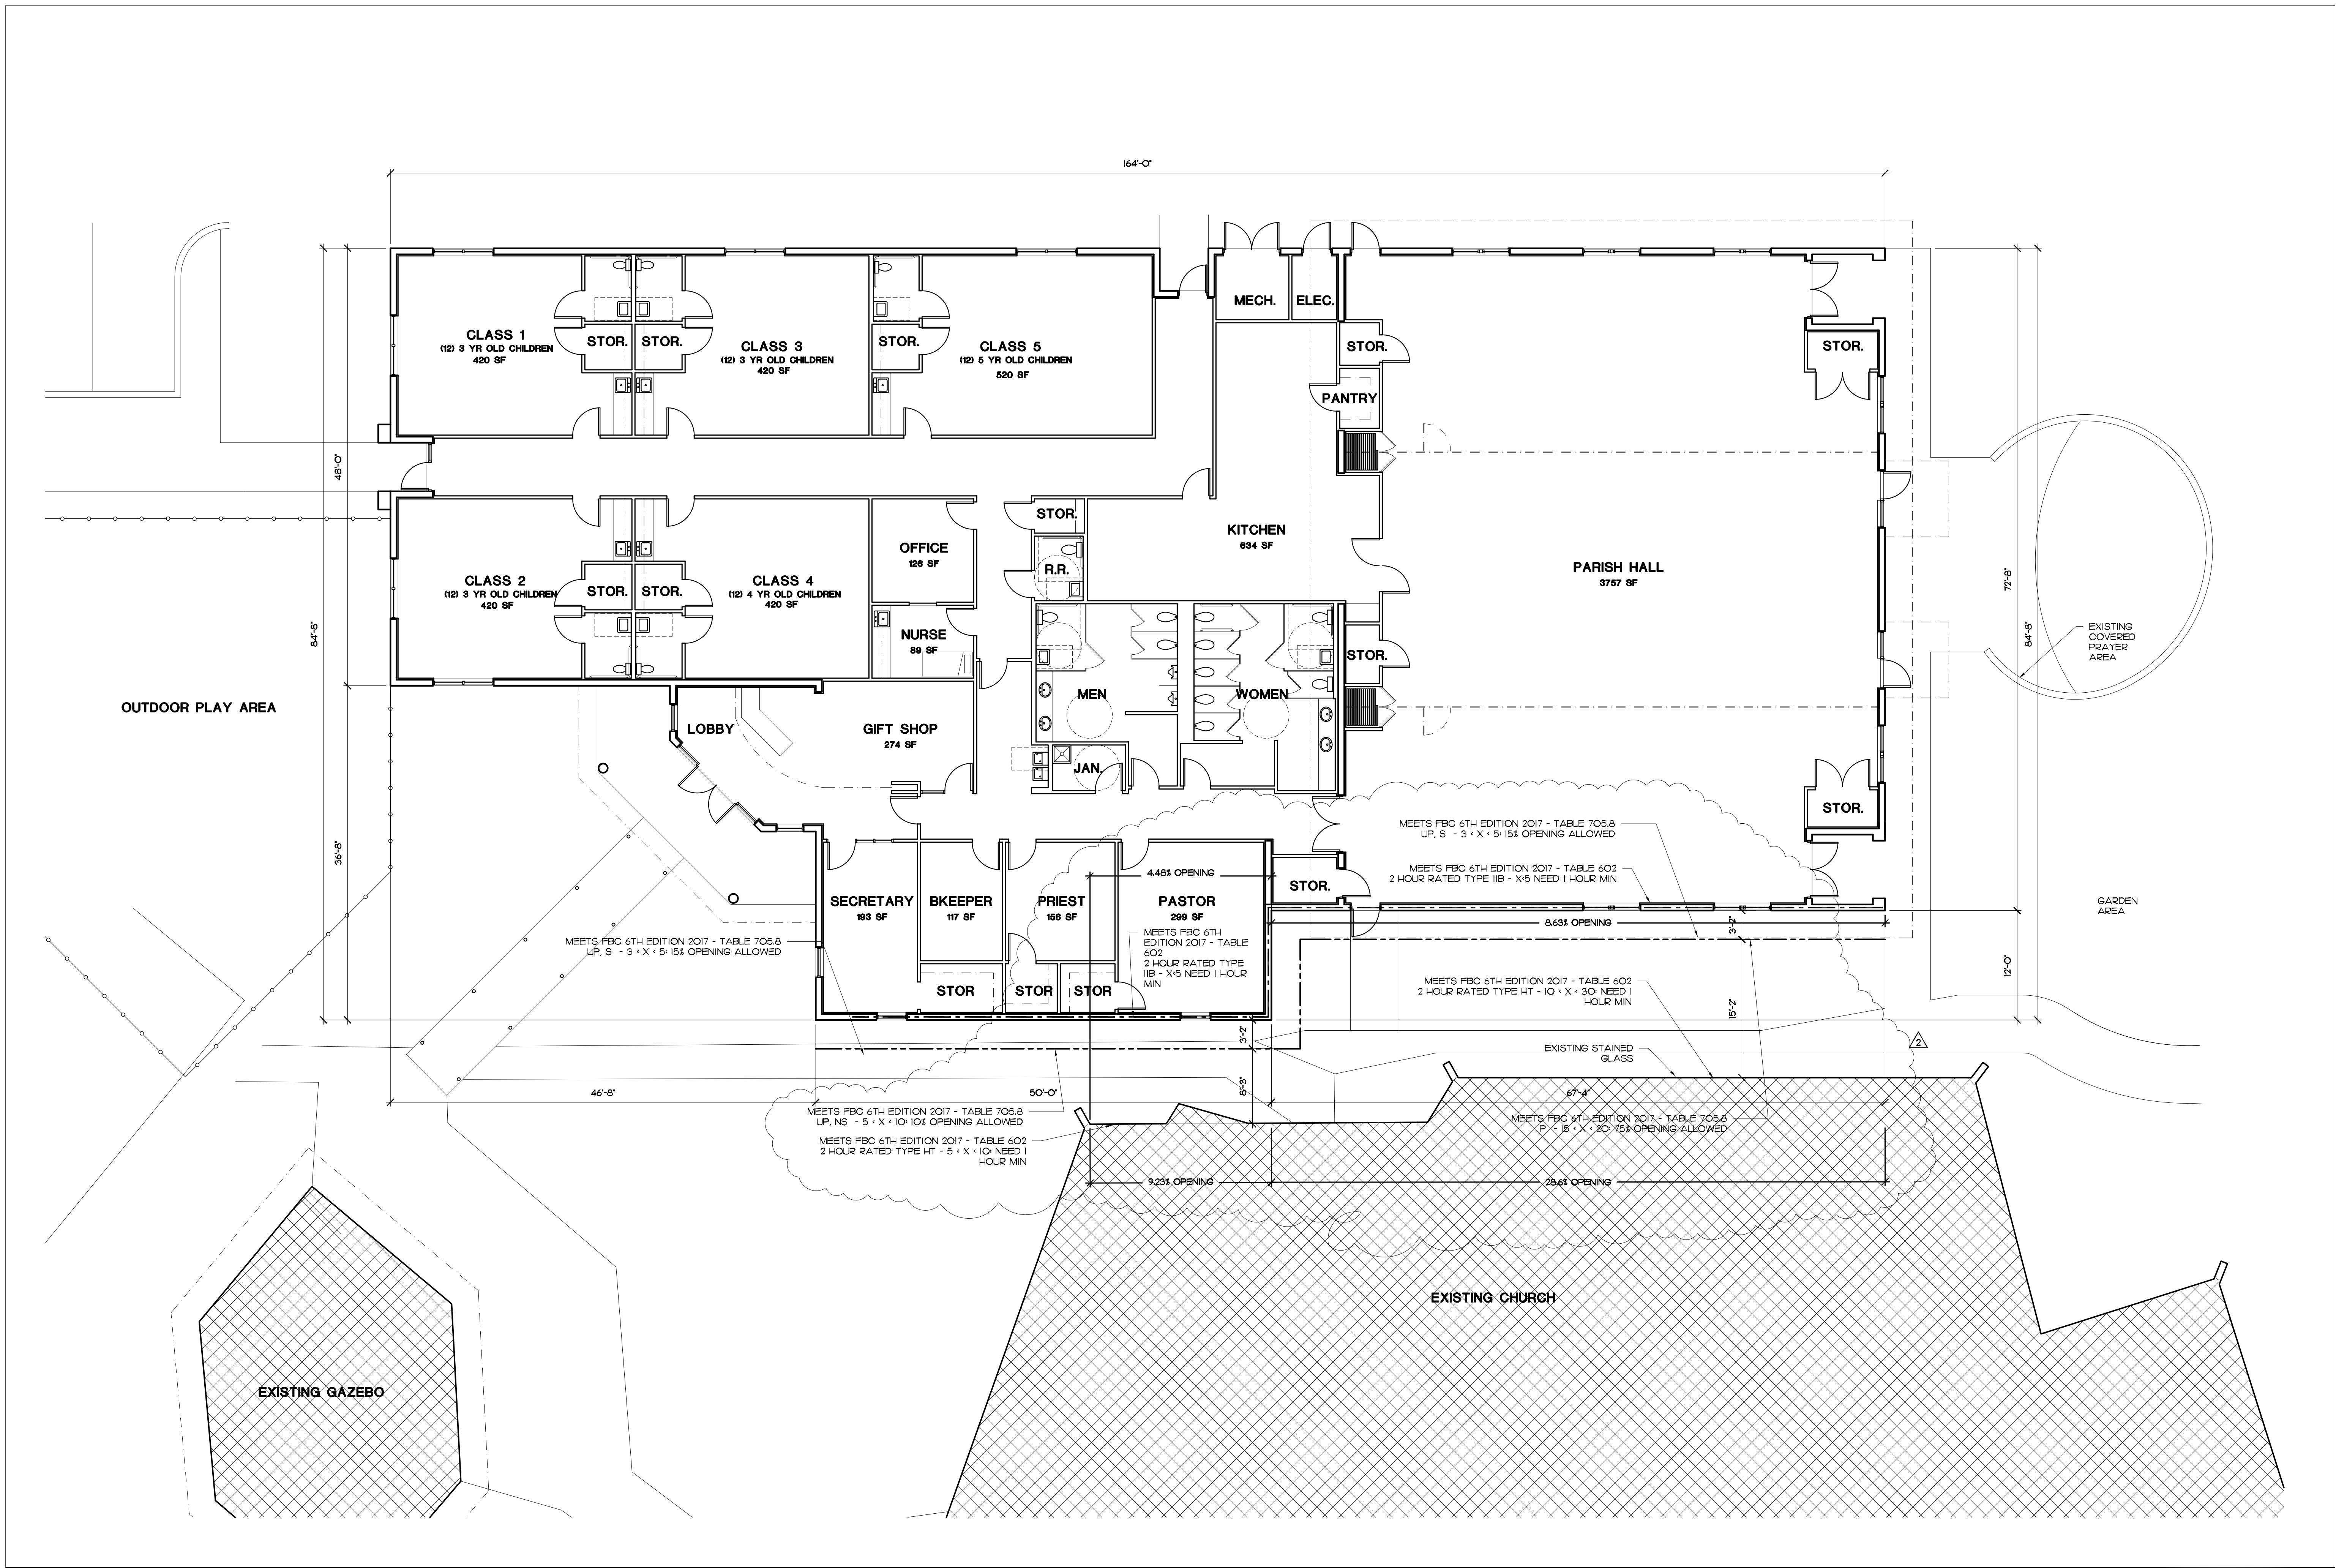 164'-0"
MECH.
ELEC.
CLASS 1
(12) 3 YR OLD CHILDREN
420 SF
STOR.
STOR.
CLASS 3
(12) 3 YR OLD CHILDREN
420 SF
STOR.
CLASS 5
(12) 5 YR OLD CHILDREN
520 SF
STOR.
STOR.
PANTRY
48'-0"
84'-8"
36'-8"
CLASS 2
(12) 3 YR OLD CHILDREN
420 SF
STOR.
STOR.
CLASS 4
(12) 4 YR OLD CHILDREN
420 SF
OFFICE
126 SF
NURSE
89 SF
STOR.
R.R.
KITCHEN
634 SF
PARISH HALL
3757 SF
STOR.
MEN
WOMEN
JAN.
72'-8"
84'-8"
12'-0"
EXISTING
COVERED
PRAYER
AREA
OUTDOOR PLAY AREA
LOBBY
GIFT SHOP
274 SF
STOR.
STOR.
MEETS FBC 6TH EDITION 2017 - TABLE 705.8
UP, S - 3 < X < 5: 15% OPENING ALLOWED
MEETS FBC 6TH EDITION 2017 - TABLE 602
2 HOUR RATED TYPE IIB - X<5 NEED 1 HOUR MIN
4.48% OPENING
SECRETARY
193 SF
BKEEPER
117 SF
PRIEST
156 SF
PASTOR
299 SF
MEETS FBC 6TH
EDITION 2017 - TABLE
602
2 HOUR RATED TYPE
IIB - X<5 NEED 1 HOUR
MIN
8.63% OPENING
3'-2"
GARDEN
AREA
MEETS FBC 6TH EDITION 2017 - TABLE 705.8
UP, S - 3 < X < 5: 15% OPENING ALLOWED
STOR
STOR
STOR
MEETS FBC 6TH EDITION 2017 - TABLE 602
2 HOUR RATED TYPE HT - 10 < X < 30: NEED 1
HOUR MIN
15'-2"
3'-2"
EXISTING STAINED
GLASS
2
46'-8"
50'-0"
8'-3"
67'-4"
MEETS FBC 6TH EDITION 2017 - TABLE 705.8
UP, NS - 5 < X < 10: 10% OPENING ALLOWED
MEETS FBC 6TH EDITION 2017 - TABLE 602
2 HOUR RATED TYPE HT - 5 < X < 10: NEED 1
HOUR MIN
MEETS FBC 6TH EDITION 2017 - TABLE 705.8
P - 15 < X < 20: 75% OPENING ALLOWED
9.23% OPENING
28.6% OPENING
EXISTING CHURCH
EXISTING GAZEBO